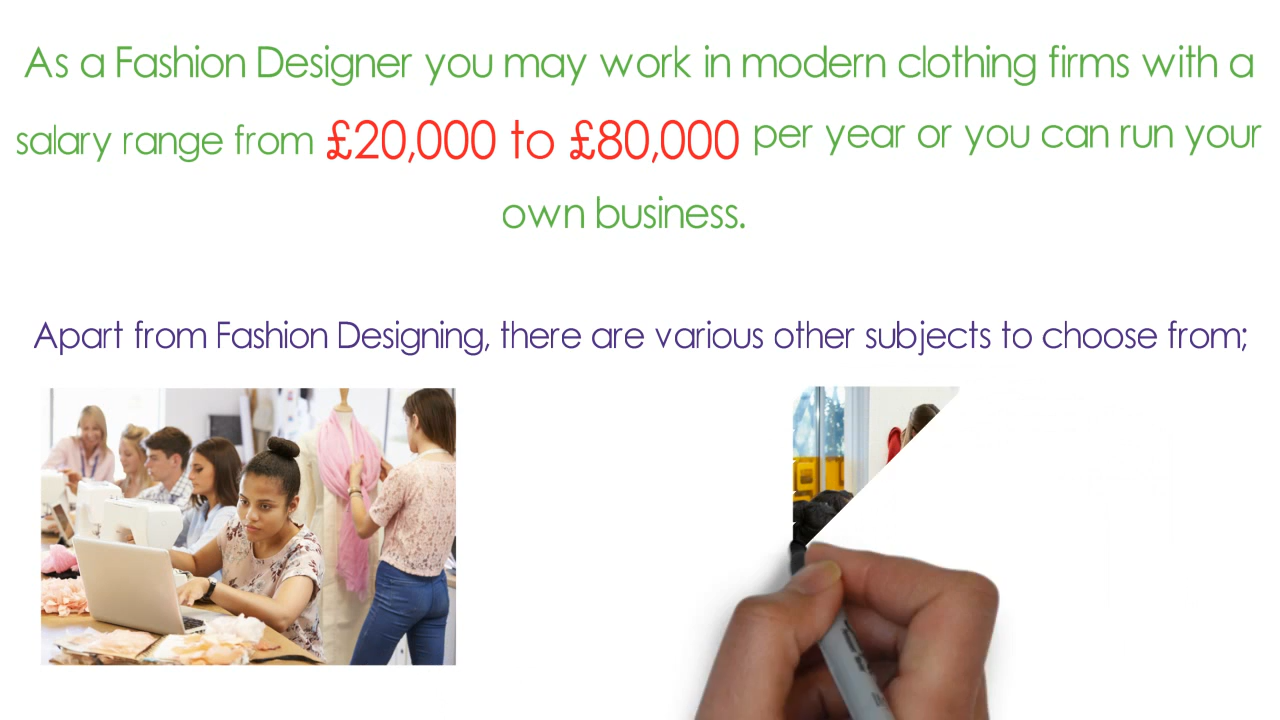 As a Fashion Designer you may work in modern clothing firms with a
salary range from £20,000 to £80,000 per year or you can run your
own business.
Apart from Fashion Designing, there are various other subjects to choose from;